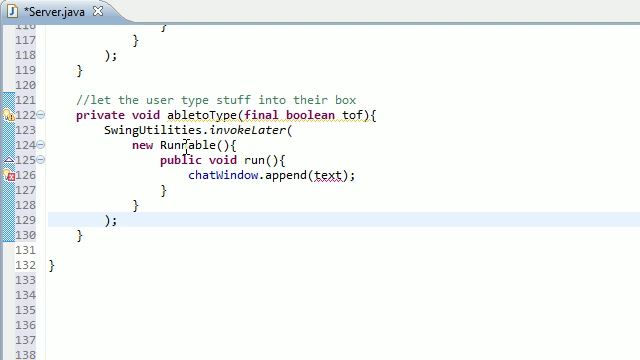 *Server.java
116 }
117 }
118 );
119 }
120
121 //let the user type stuff into their box
122 private void abletoType(final boolean tof){
123 SwingUtilities.invokeLater(
124 new Runnable(){
125 public void run(){
126 chatWindow.append(text);
127 }
128 }
129 );
130 }
131
132 }
133
134
135
136
137
138